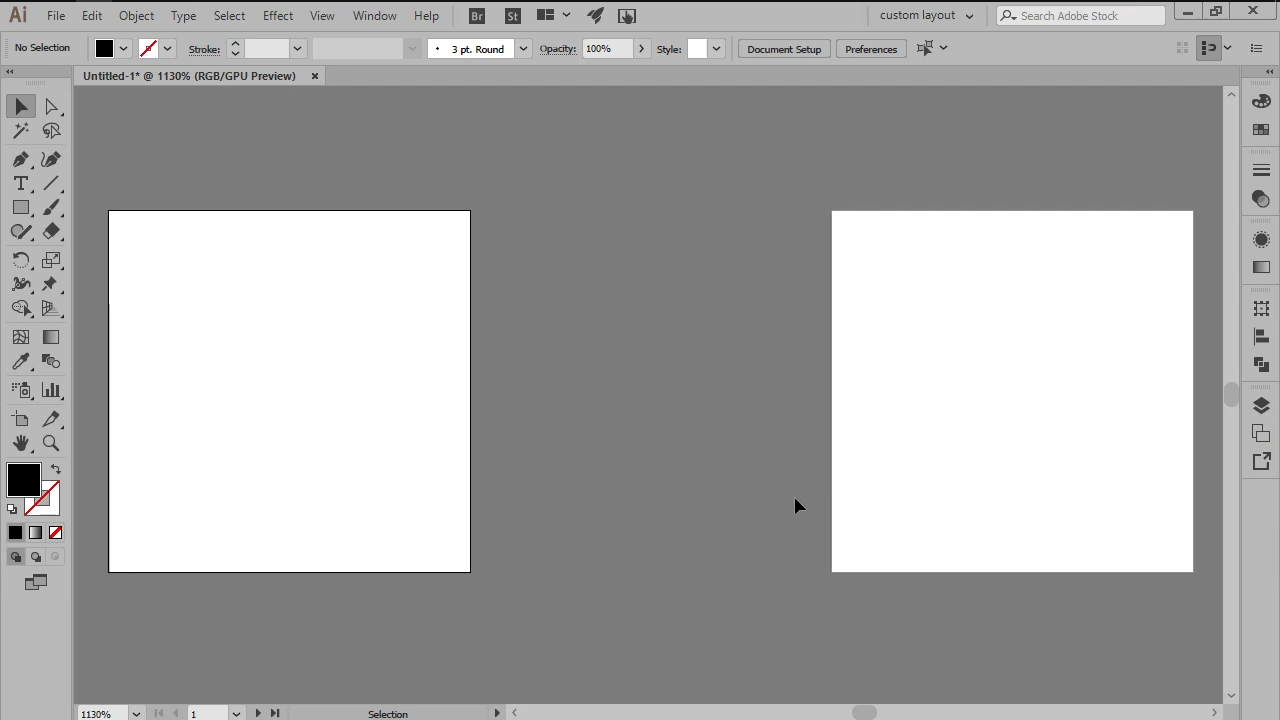 Ai File Edit Object Type Select Effect View Window Help Br St custom layout Search Adobe Stock
No Selection Stroke: 3 pt. Round Opacity: 100% Style: Document Setup Preferences
Untitled-1* @ 1130% (RGB/GPU Preview)
1130% 1 Selection